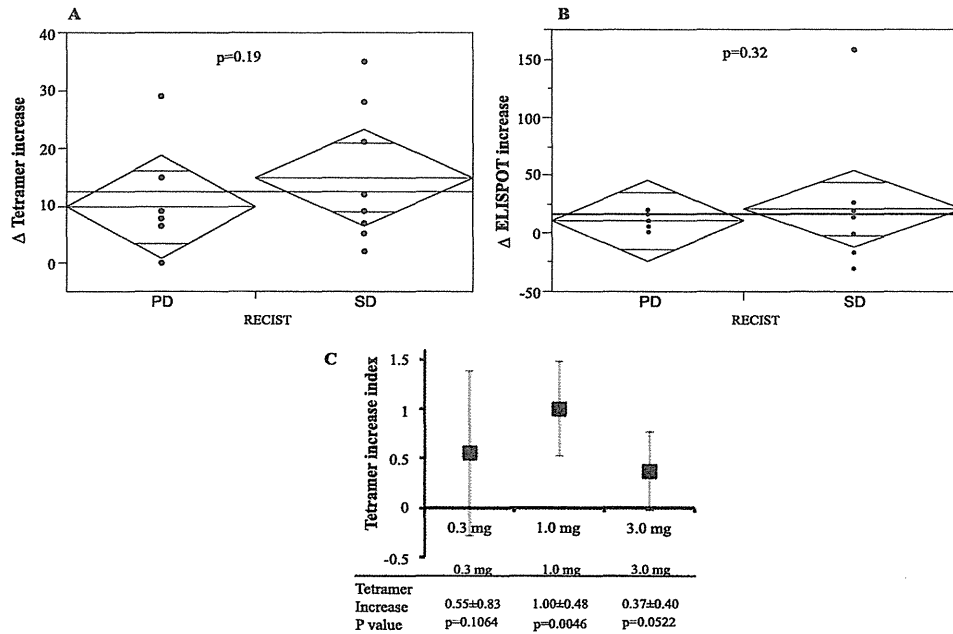 A
Δ Tetramer increase
40
30
20
10
0
p=0.19
PD
SD
RECIST
B
Δ ELISPOT increase
150
100
50
25
0
-50
p=0.32
PD
SD
RECIST
C
Tetramer increase index
1.5
1
0.5
0
-0.5
0.3 mg 1.0 mg 3.0 mg
0.3 mg 1.0 mg 3.0 mg
Tetramer
Increase 0.55±0.83 1.00±0.48 0.37±0.40
P value p=0.1064 p=0.0046 p=0.0522